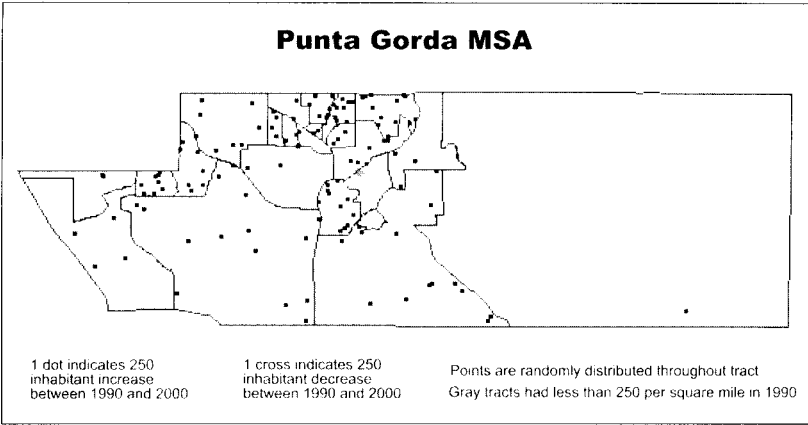 Punta Gorda MSA
1 dot indicates 250
inhabitant increase
between 1990 and 2000
1 cross indicates 250
inhabitant decrease
between 1990 and 2000
Points are randomly distributed throughout tract
Gray tracts had less than 250 per square mile in 1990